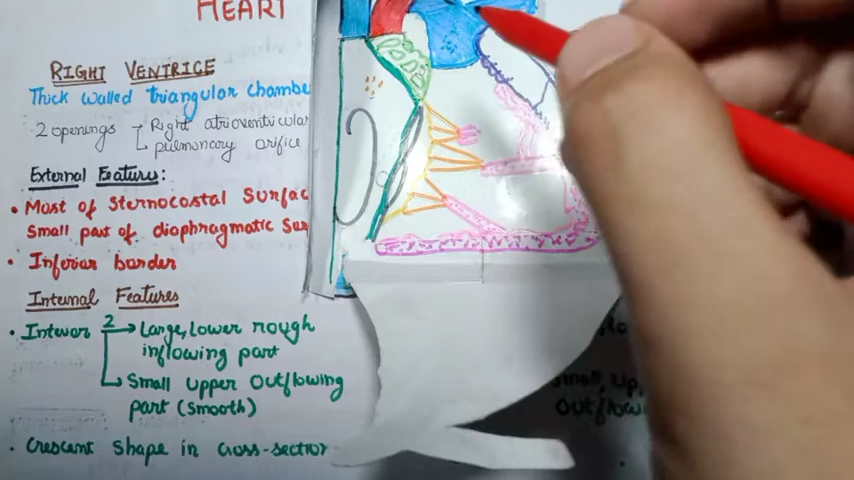 HEART
RIGHT VENTRICE
Thick walled triangular chambe
2 openings Right atrioventricular
pulmonary orifice
External Features:
• Most of Sternocostal Surfac
Small part of diaphragmatic Sur
• Inferior border
Internal Features
• Interior 2 → Large, lower rough
inflowing part
Small upper outflowing
part (smooth)
• Crescent shape in cross-section